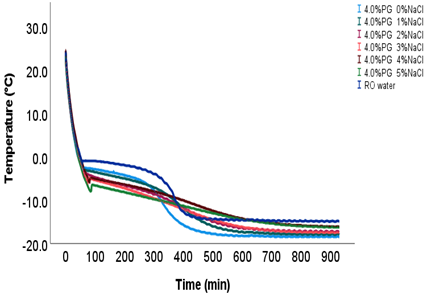 4.0%PG 0%NaCl
4.0%PG 1%NaCl
4.0%PG 2%NaCl
4.0%PG 3%NaCl
4.0%PG 4%NaCl
4.0%PG 5%NaCl
RO water
Temperature (°C)
30.0
20.0
10.0
0.0
-10.0
-20.0
0 100 200 300 400 500 600 700 800 900
Time (min)